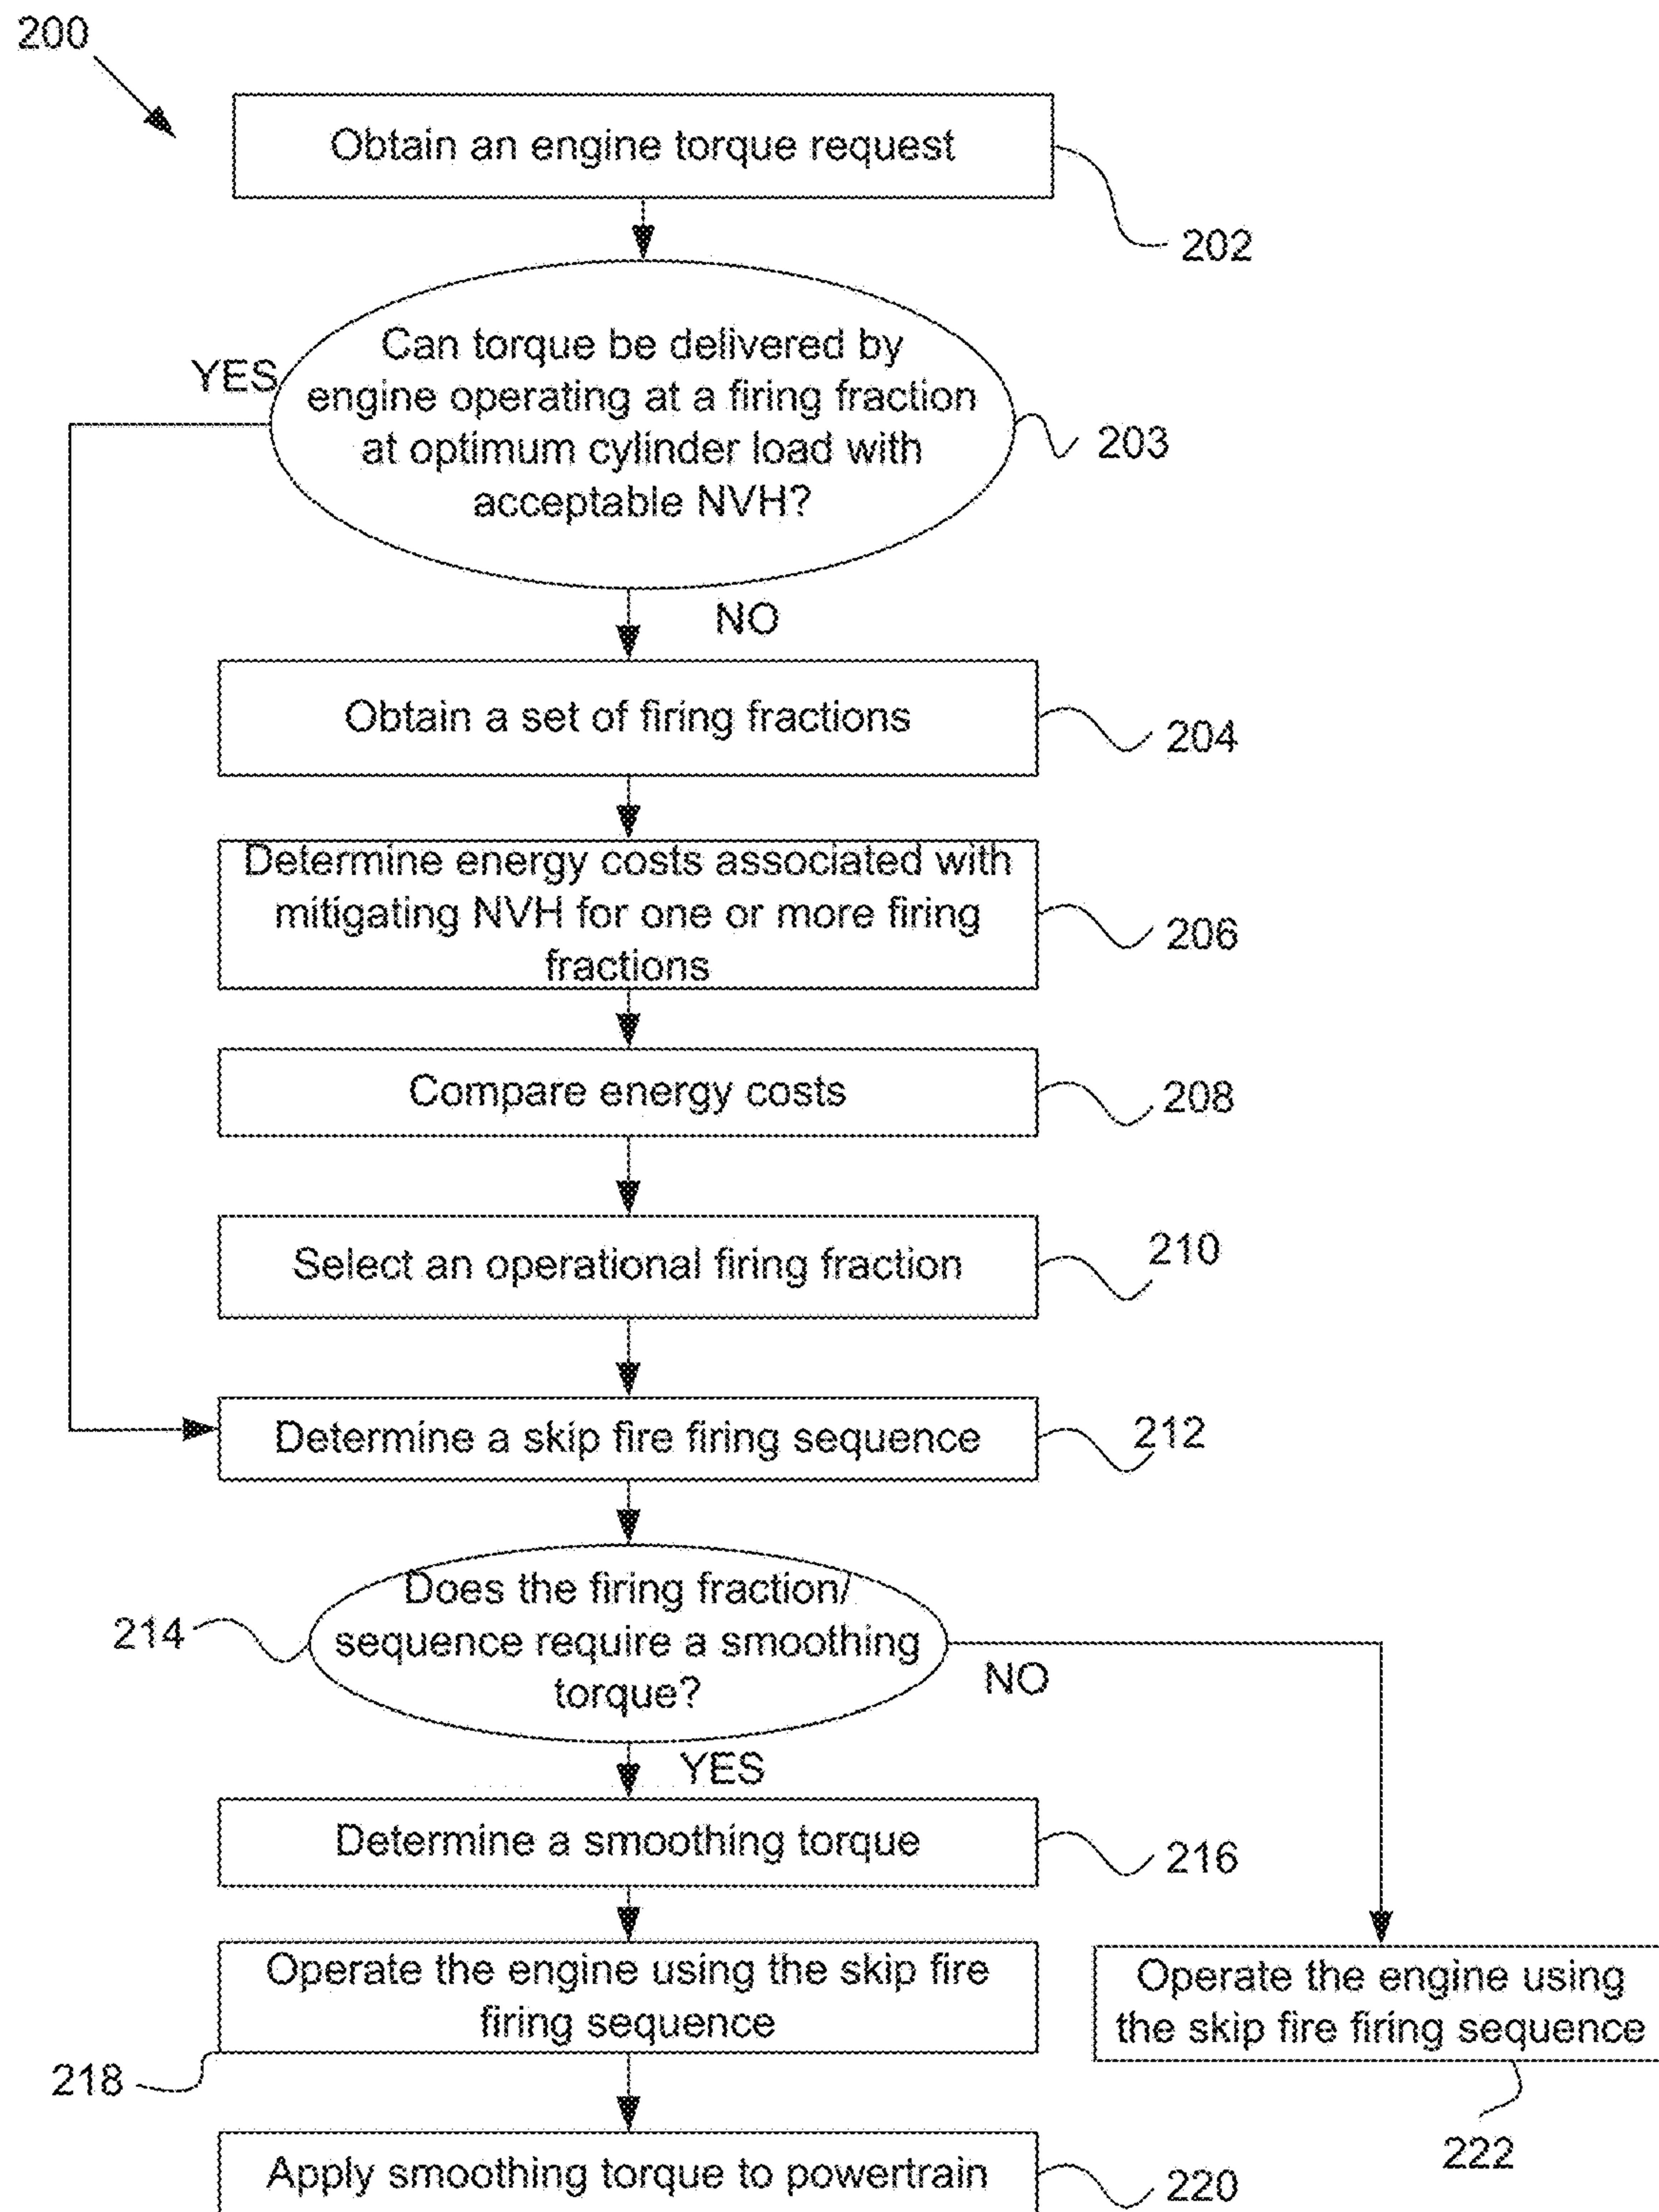 200
Obtain an engine torque request
202
Can torque be delivered by
engine operating at a firing fraction
at optimum cylinder load with
acceptable NVH?
YES
203
NO
Obtain a set of firing fractions
204
Determine energy costs associated with
mitigating NVH for one or more firing
fractions
206
Compare energy costs
208
Select an operational firing fraction
210
Determine a skip fire firing sequence
212
Does the firing fraction/
sequence require a smoothing
torque?
214
NO
YES
Determine a smoothing torque
216
Operate the engine using the skip fire
firing sequence
218
Operate the engine using
the skip fire firing sequence
222
Apply smoothing torque to powertrain
220